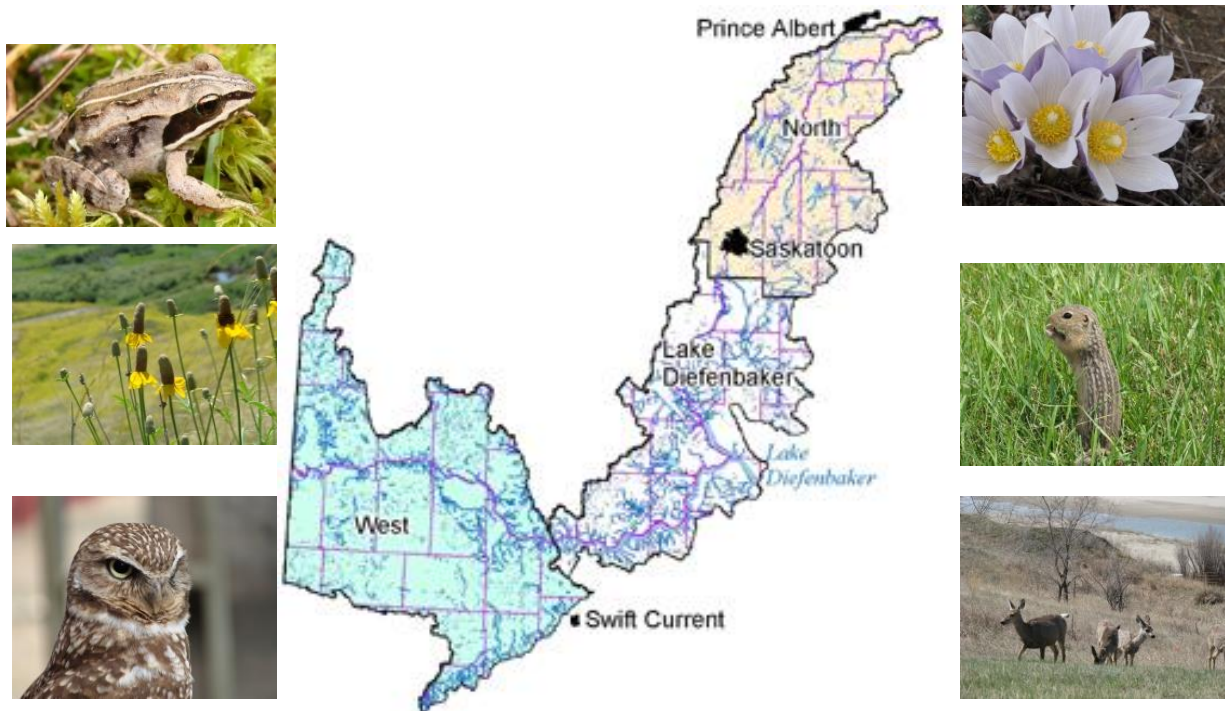 Prince Albert
North
Saskatoon
Lake
Diefenbaker
Lake
Diefenbaker
West
Swift Current